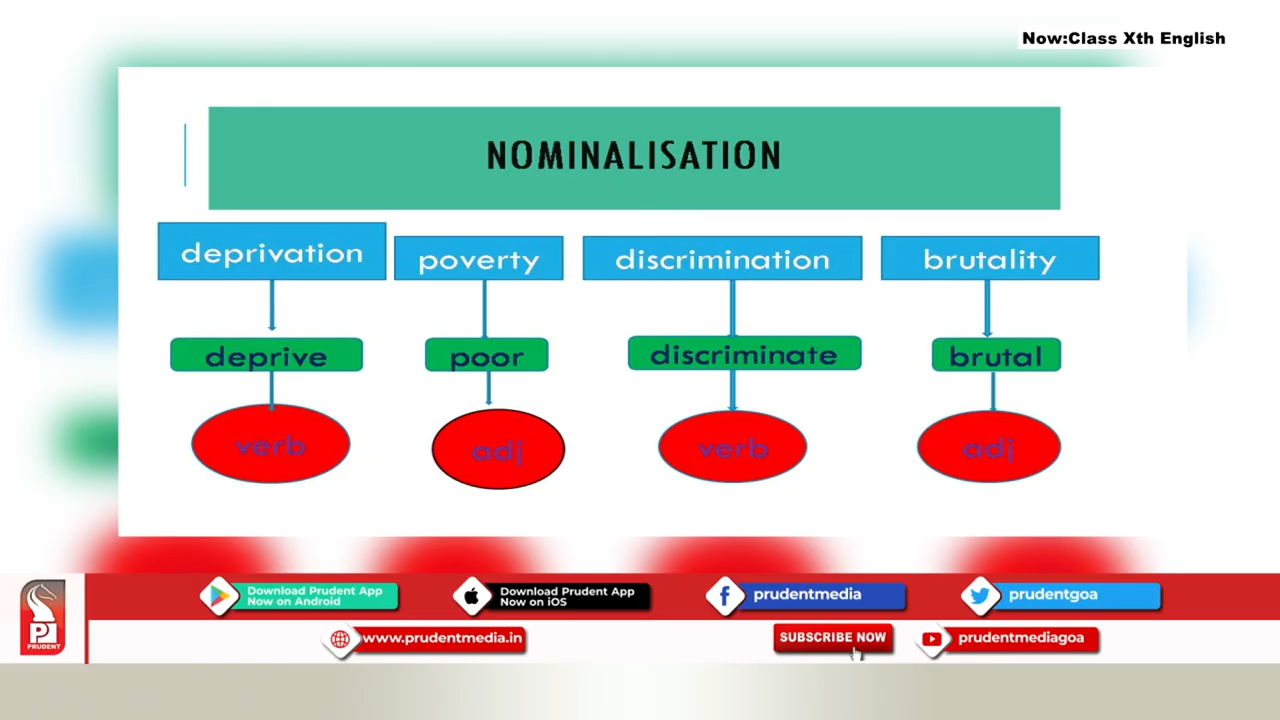 Now:Class Xth English
NOMINALISATION
deprivation poverty discrimination brutality
deprive poor discriminate brutal
verb adj verb adj
Download Prudent App
Now on Android
Download Prudent App
Now on iOS
prudentmedia
prudentgoa
PRUDENT
www.prudentmedia.in
SUBSCRIBE NOW
prudentmediagoa